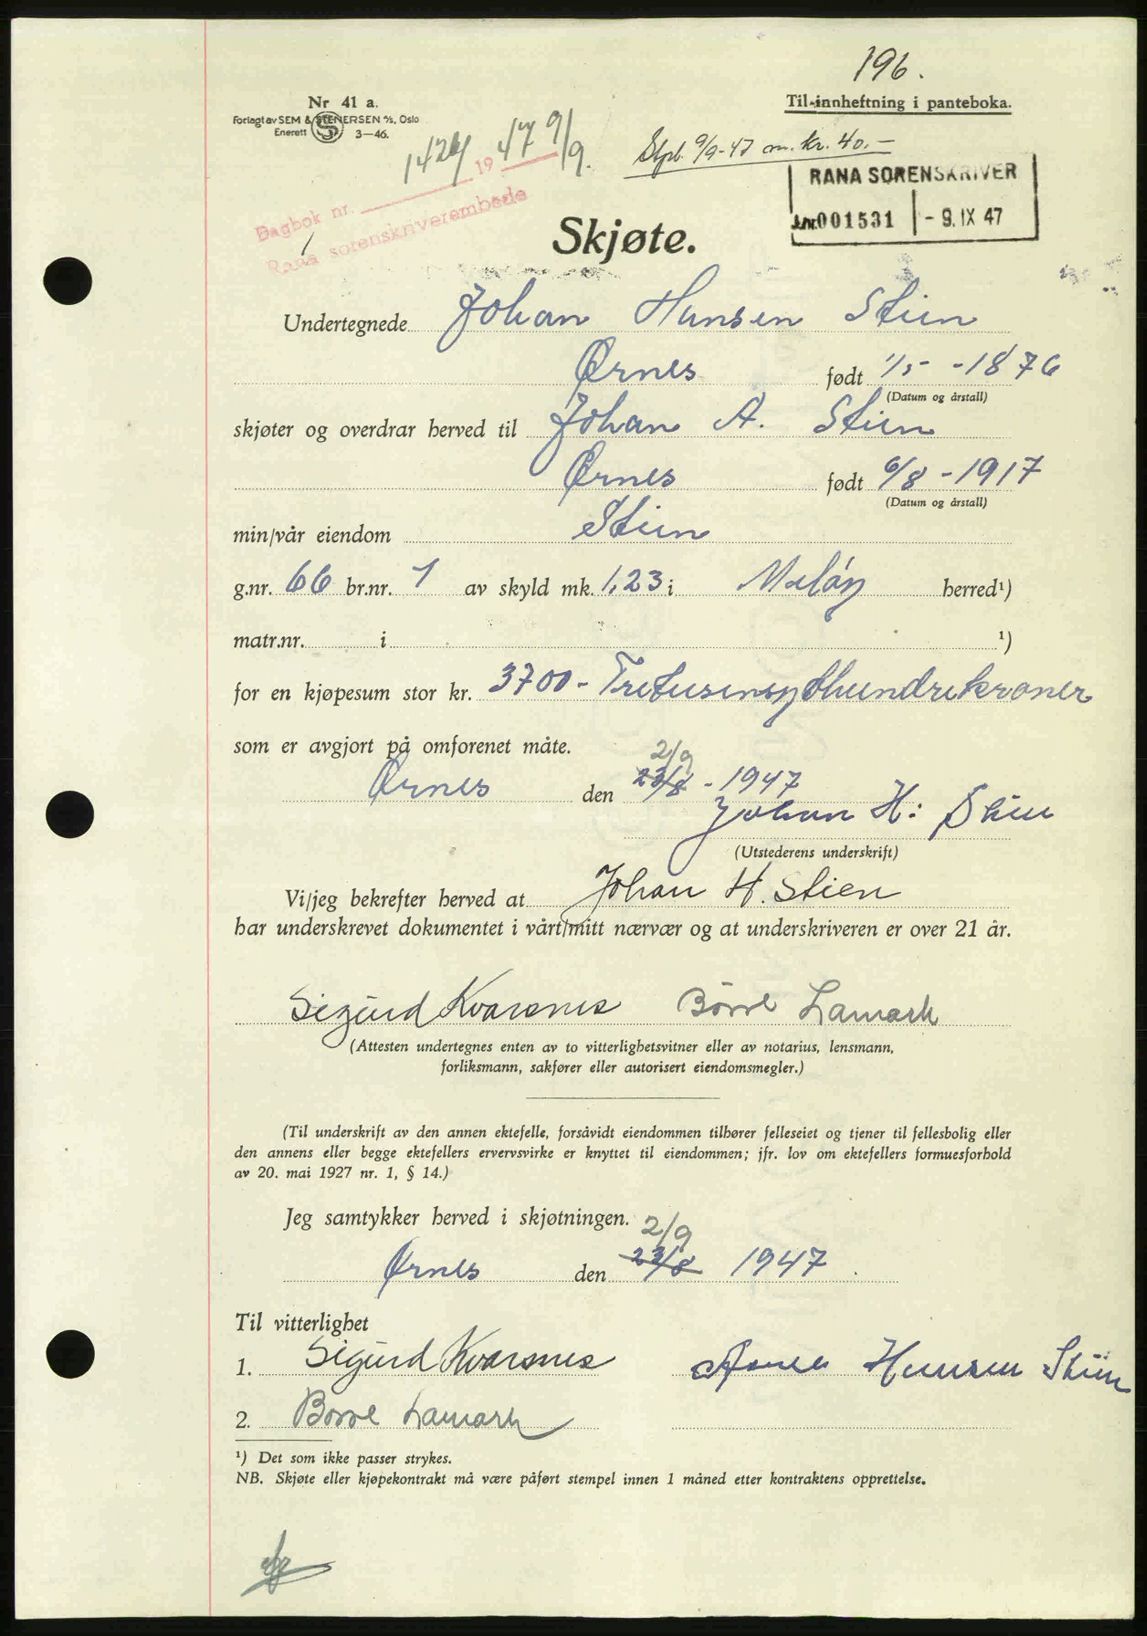 196.
Til innheftning i panteboka.
Nr 41 a.
Forlagt av SEM & STENERSEN A/S, Oslo
Enerett S 3—46.
1424 1947 9/9.
Dagbok nr.
Rana sorenskriverembede
Stpl. 9/9-47 m. kr. 40.-
RANA SORENSKRIVER
J.nr. 001531 - 9. IX 47
Skjøte.
Undertegnede Johan Hansen Stien
Ørnes født 1/5 - 1876
(Datum og årstall)
skjøter og overdrar herved til Johan A. Stien
Ørnes født 6/8 - 1917
(Datum og årstall)
min/vår eiendom Stien
g.nr. 66 br.nr. 1 av skyld mk. 1,23 i Meløy herred¹)
matr.nr. i ¹)
for en kjøpesum stor kr. 3700 - Tretusensyvhundrekroner
som er avgjort på omforenet måte.
2/9
Ørnes den 23/8 - 1947
Johan H: Stien
(Utstederens underskrift)
Vi/jeg bekrefter herved at Johan H. Stien
har underskrevet dokumentet i vårt/mitt nærvær og at underskriveren er over 21 år.
Sigurd Kvarsnes Børre Lamark
(Attesten undertegnes enten av to vitterlighetsvitner eller av notarius, lensmann,
forliksmann, sakfører eller autorisert eiendomsmegler.)
(Til underskrift av den annen ektefelle, forsåvidt eiendommen tilhører felleseiet og tjener til fellesbolig eller
den annens eller begge ektefellers ervervsvirke er knyttet til eiendommen; jfr. lov om ektefellers formuesforhold
av 20. mai 1927 nr. 1, § 14.)
Jeg samtykker herved i skjøtningen.
2/9
Ørnes den 23/8 1947
Til vitterlighet
1. Sigurd Kvarsnes Hansen Stien
2. Børre Lamark
¹) Det som ikke passer strykes.
NB. Skjøte eller kjøpekontrakt må være påført stempel innen 1 måned etter kontraktens opprettelse.